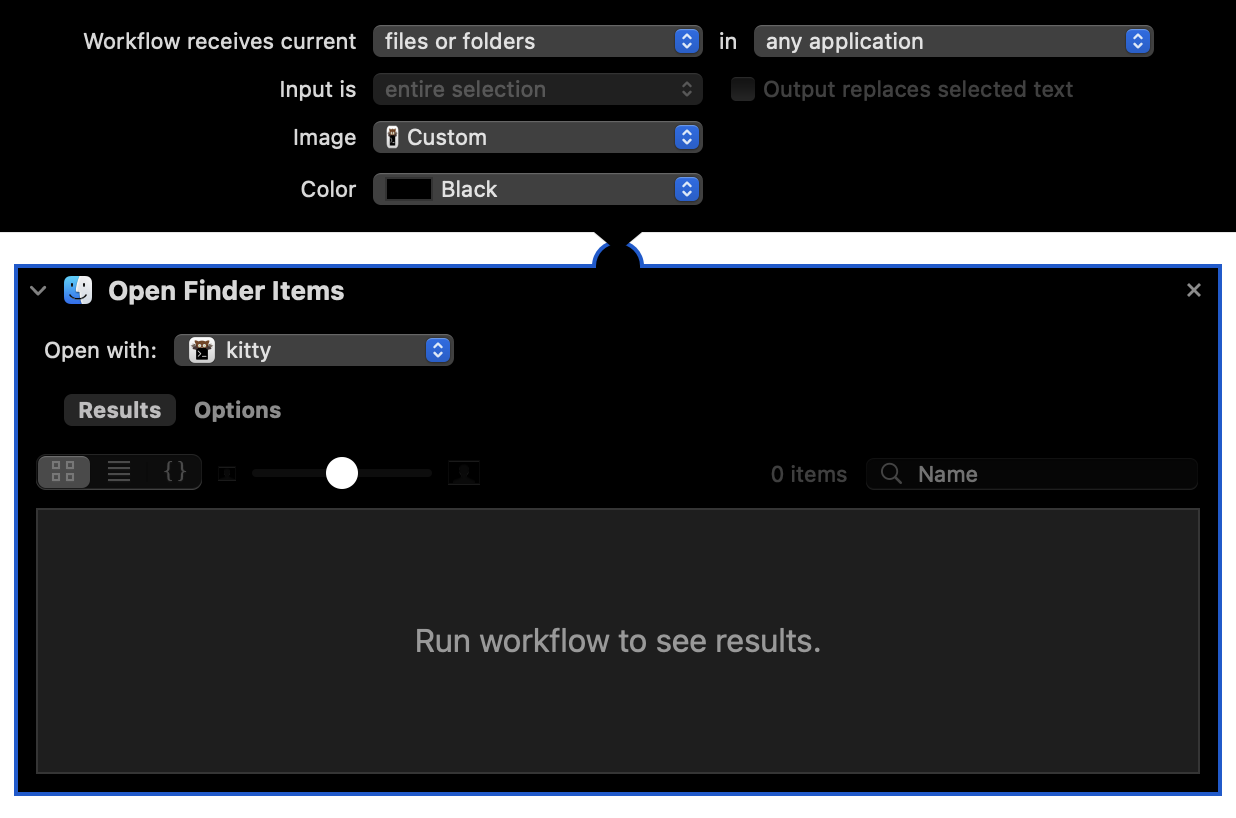 Workflow receives current files or folders in any application
Input is entire selection Output replaces selected text
Image Custom
Color Black
Open Finder Items
Open with: kitty
Results Options
{} 0 items Name
Run workflow to see results.